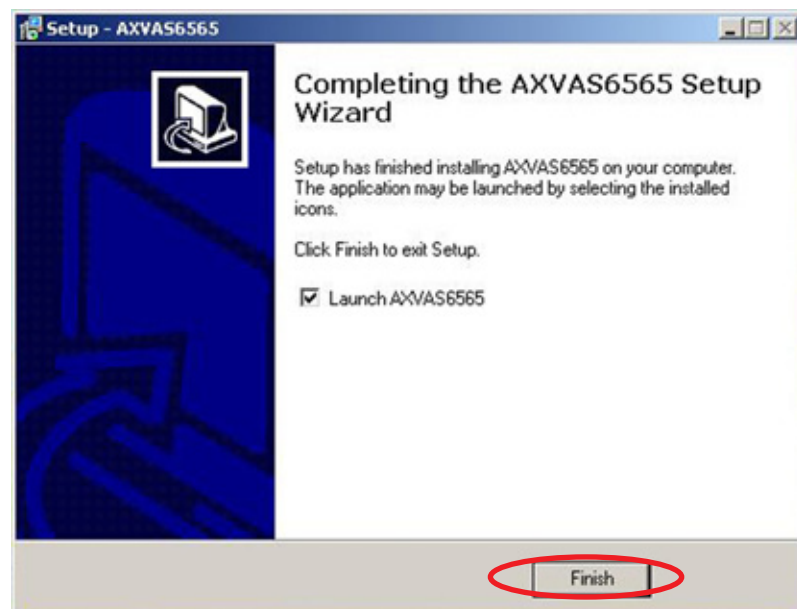 Setup - AXVAS6565
Completing the AXVAS6565 Setup
Wizard
Setup has finished installing AXVAS6565 on your computer.
The application may be launched by selecting the installed
icons.
Click Finish to exit Setup.
Launch AXVAS6565
Finish